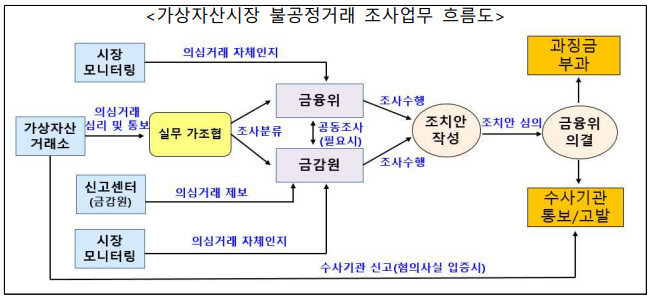 <가상자산시장 불공정거래 조사업무 흐름도>
시장
모니터링
의심거래 자체인지
과징금
부과
가상자산
거래소
의심거래
심리 및 통보
실무 가조협
조사분류
금융위
공동조사
(필요시)
금감원
조사수행
조사수행
조치안
작성
조치안 심의
금융위
의결
신고센터
(금감원)
의심거래 제보
수사기관
통보/고발
시장
모니터링
의심거래 자체인지
수사기관 신고(혐의사실 입증시)